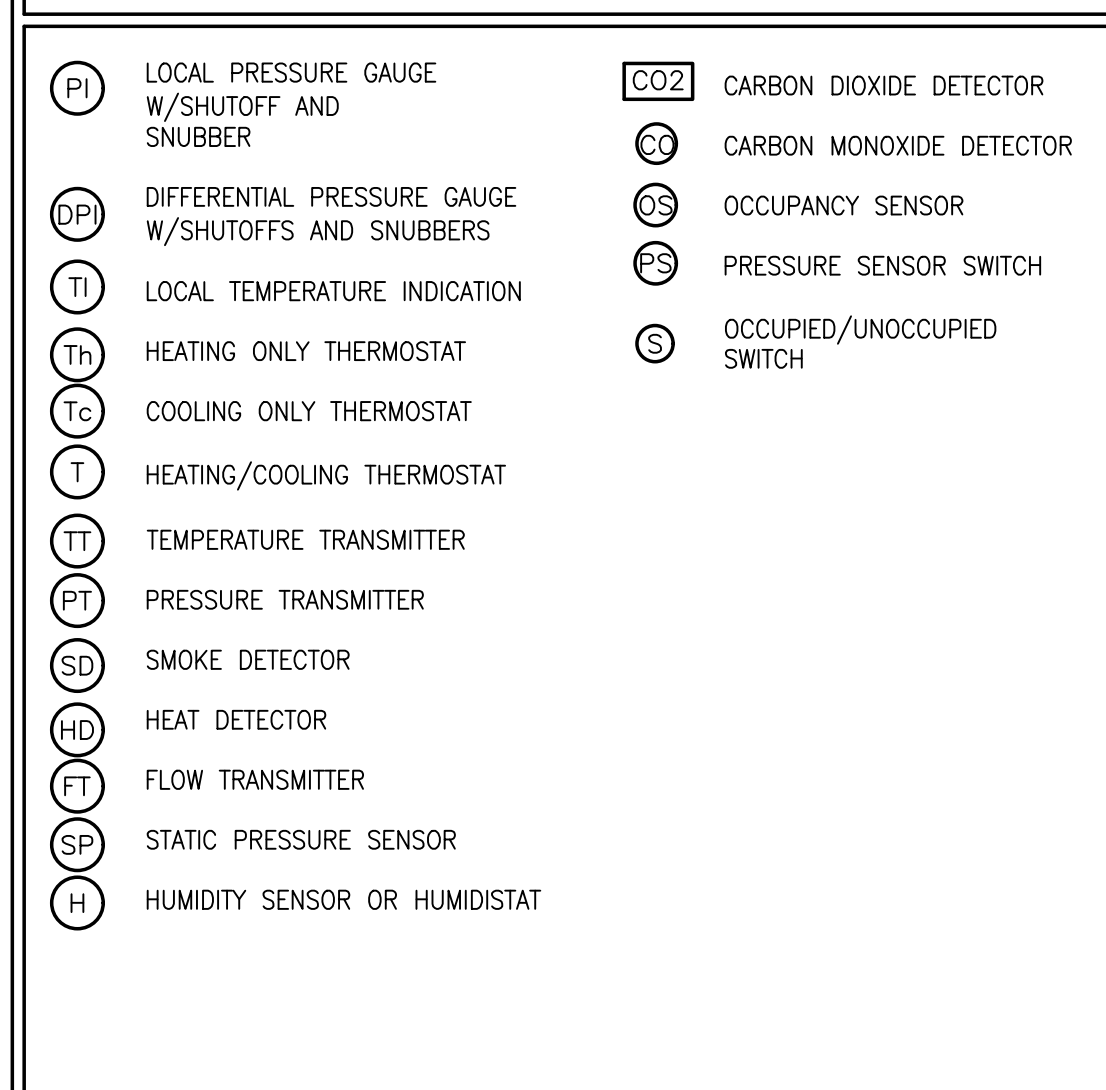 PI LOCAL PRESSURE GAUGE
W/SHUTOFF AND
SNUBBER
DPI DIFFERENTIAL PRESSURE GAUGE
W/SHUTOFFS AND SNUBBERS
TI LOCAL TEMPERATURE INDICATION
Th HEATING ONLY THERMOSTAT
Tc COOLING ONLY THERMOSTAT
T HEATING/COOLING THERMOSTAT
TT TEMPERATURE TRANSMITTER
PT PRESSURE TRANSMITTER
SD SMOKE DETECTOR
HD HEAT DETECTOR
FT FLOW TRANSMITTER
SP STATIC PRESSURE SENSOR
H HUMIDITY SENSOR OR HUMIDISTAT
CO2 CARBON DIOXIDE DETECTOR
CO CARBON MONOXIDE DETECTOR
OS OCCUPANCY SENSOR
PS PRESSURE SENSOR SWITCH
S OCCUPIED/UNOCCUPIED
SWITCH